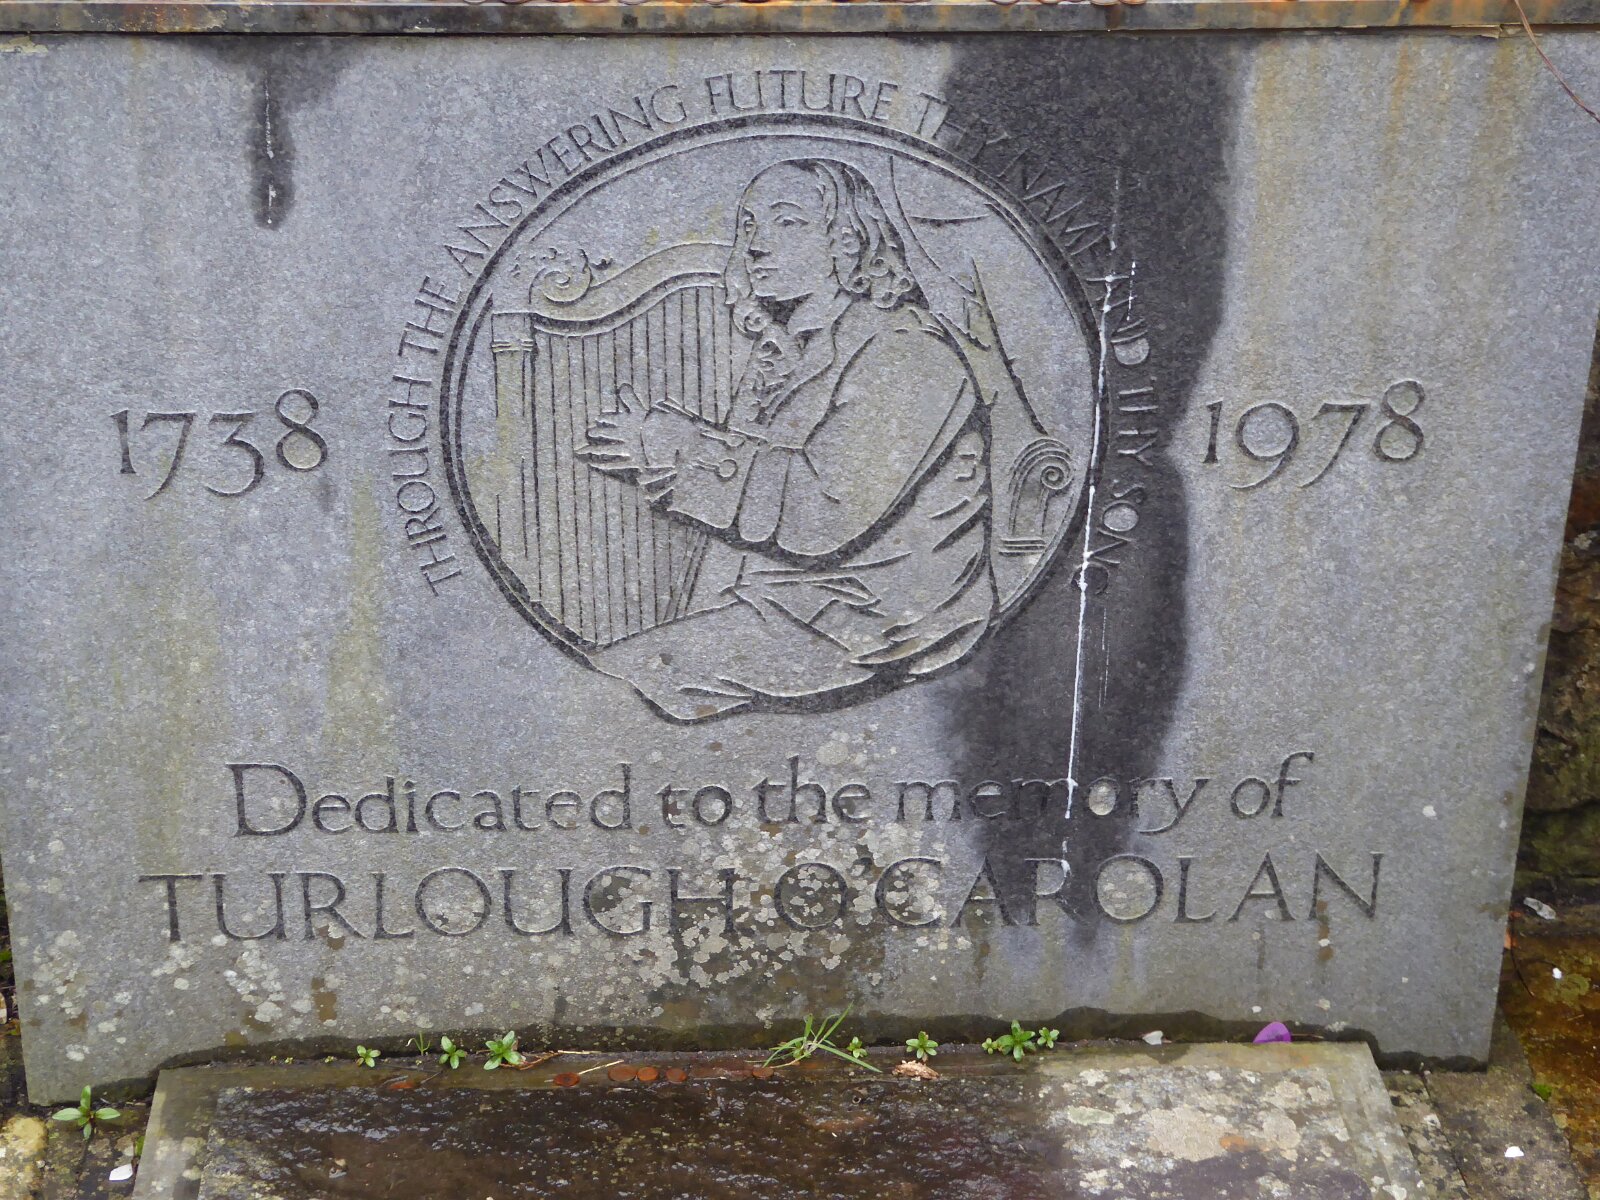 THROUGH THE ANSWERING FUTURE THY NAME AND THY SONG
1738
1978
Dedicated to the memory of
TURLOUGH O'CAROLAN